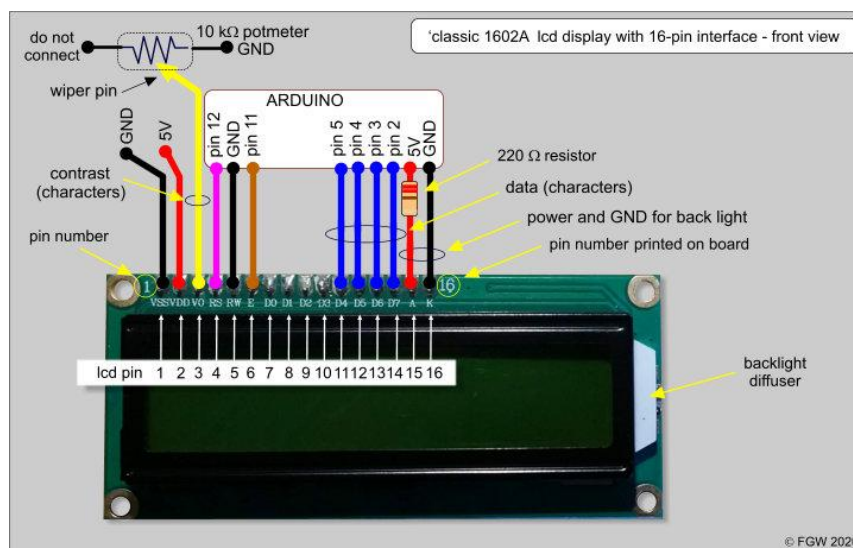 10 kΩ potmeter
do not
connect
GND
'classic 1602A lcd display with 16-pin interface - front view
wiper pin
ARDUINO
GND
5V
pin 12
GND
pin 11
pin 5
pin 4
pin 3
pin 2
5V
GND
220 Ω resistor
contrast
(characters)
data (characters)
power and GND for back light
pin number
pin number printed on board
1
16
VSS VDD VO RS RW E D0 D1 D2 D3 D4 D5 D6 D7 A K
lcd pin 1 2 3 4 5 6 7 8 9 10 11 12 13 14 15 16
backlight
diffuser
© FGW 2020